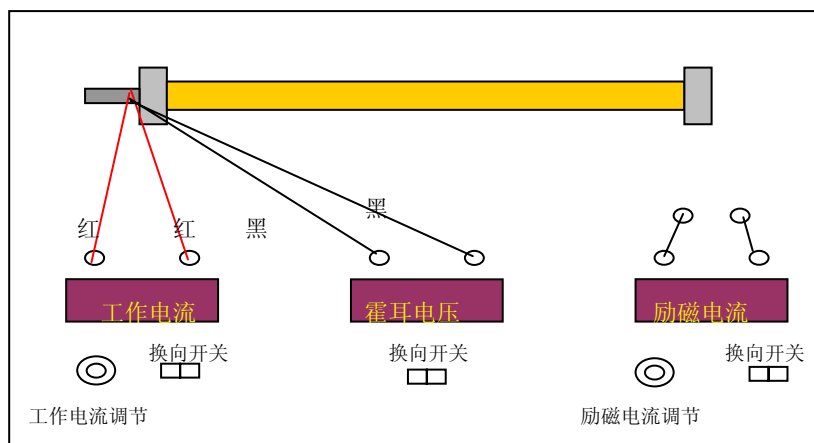 红 红 黑 黑
工作电流 霍耳电压 励磁电流
换向开关 换向开关 换向开关
工作电流调节 励磁电流调节